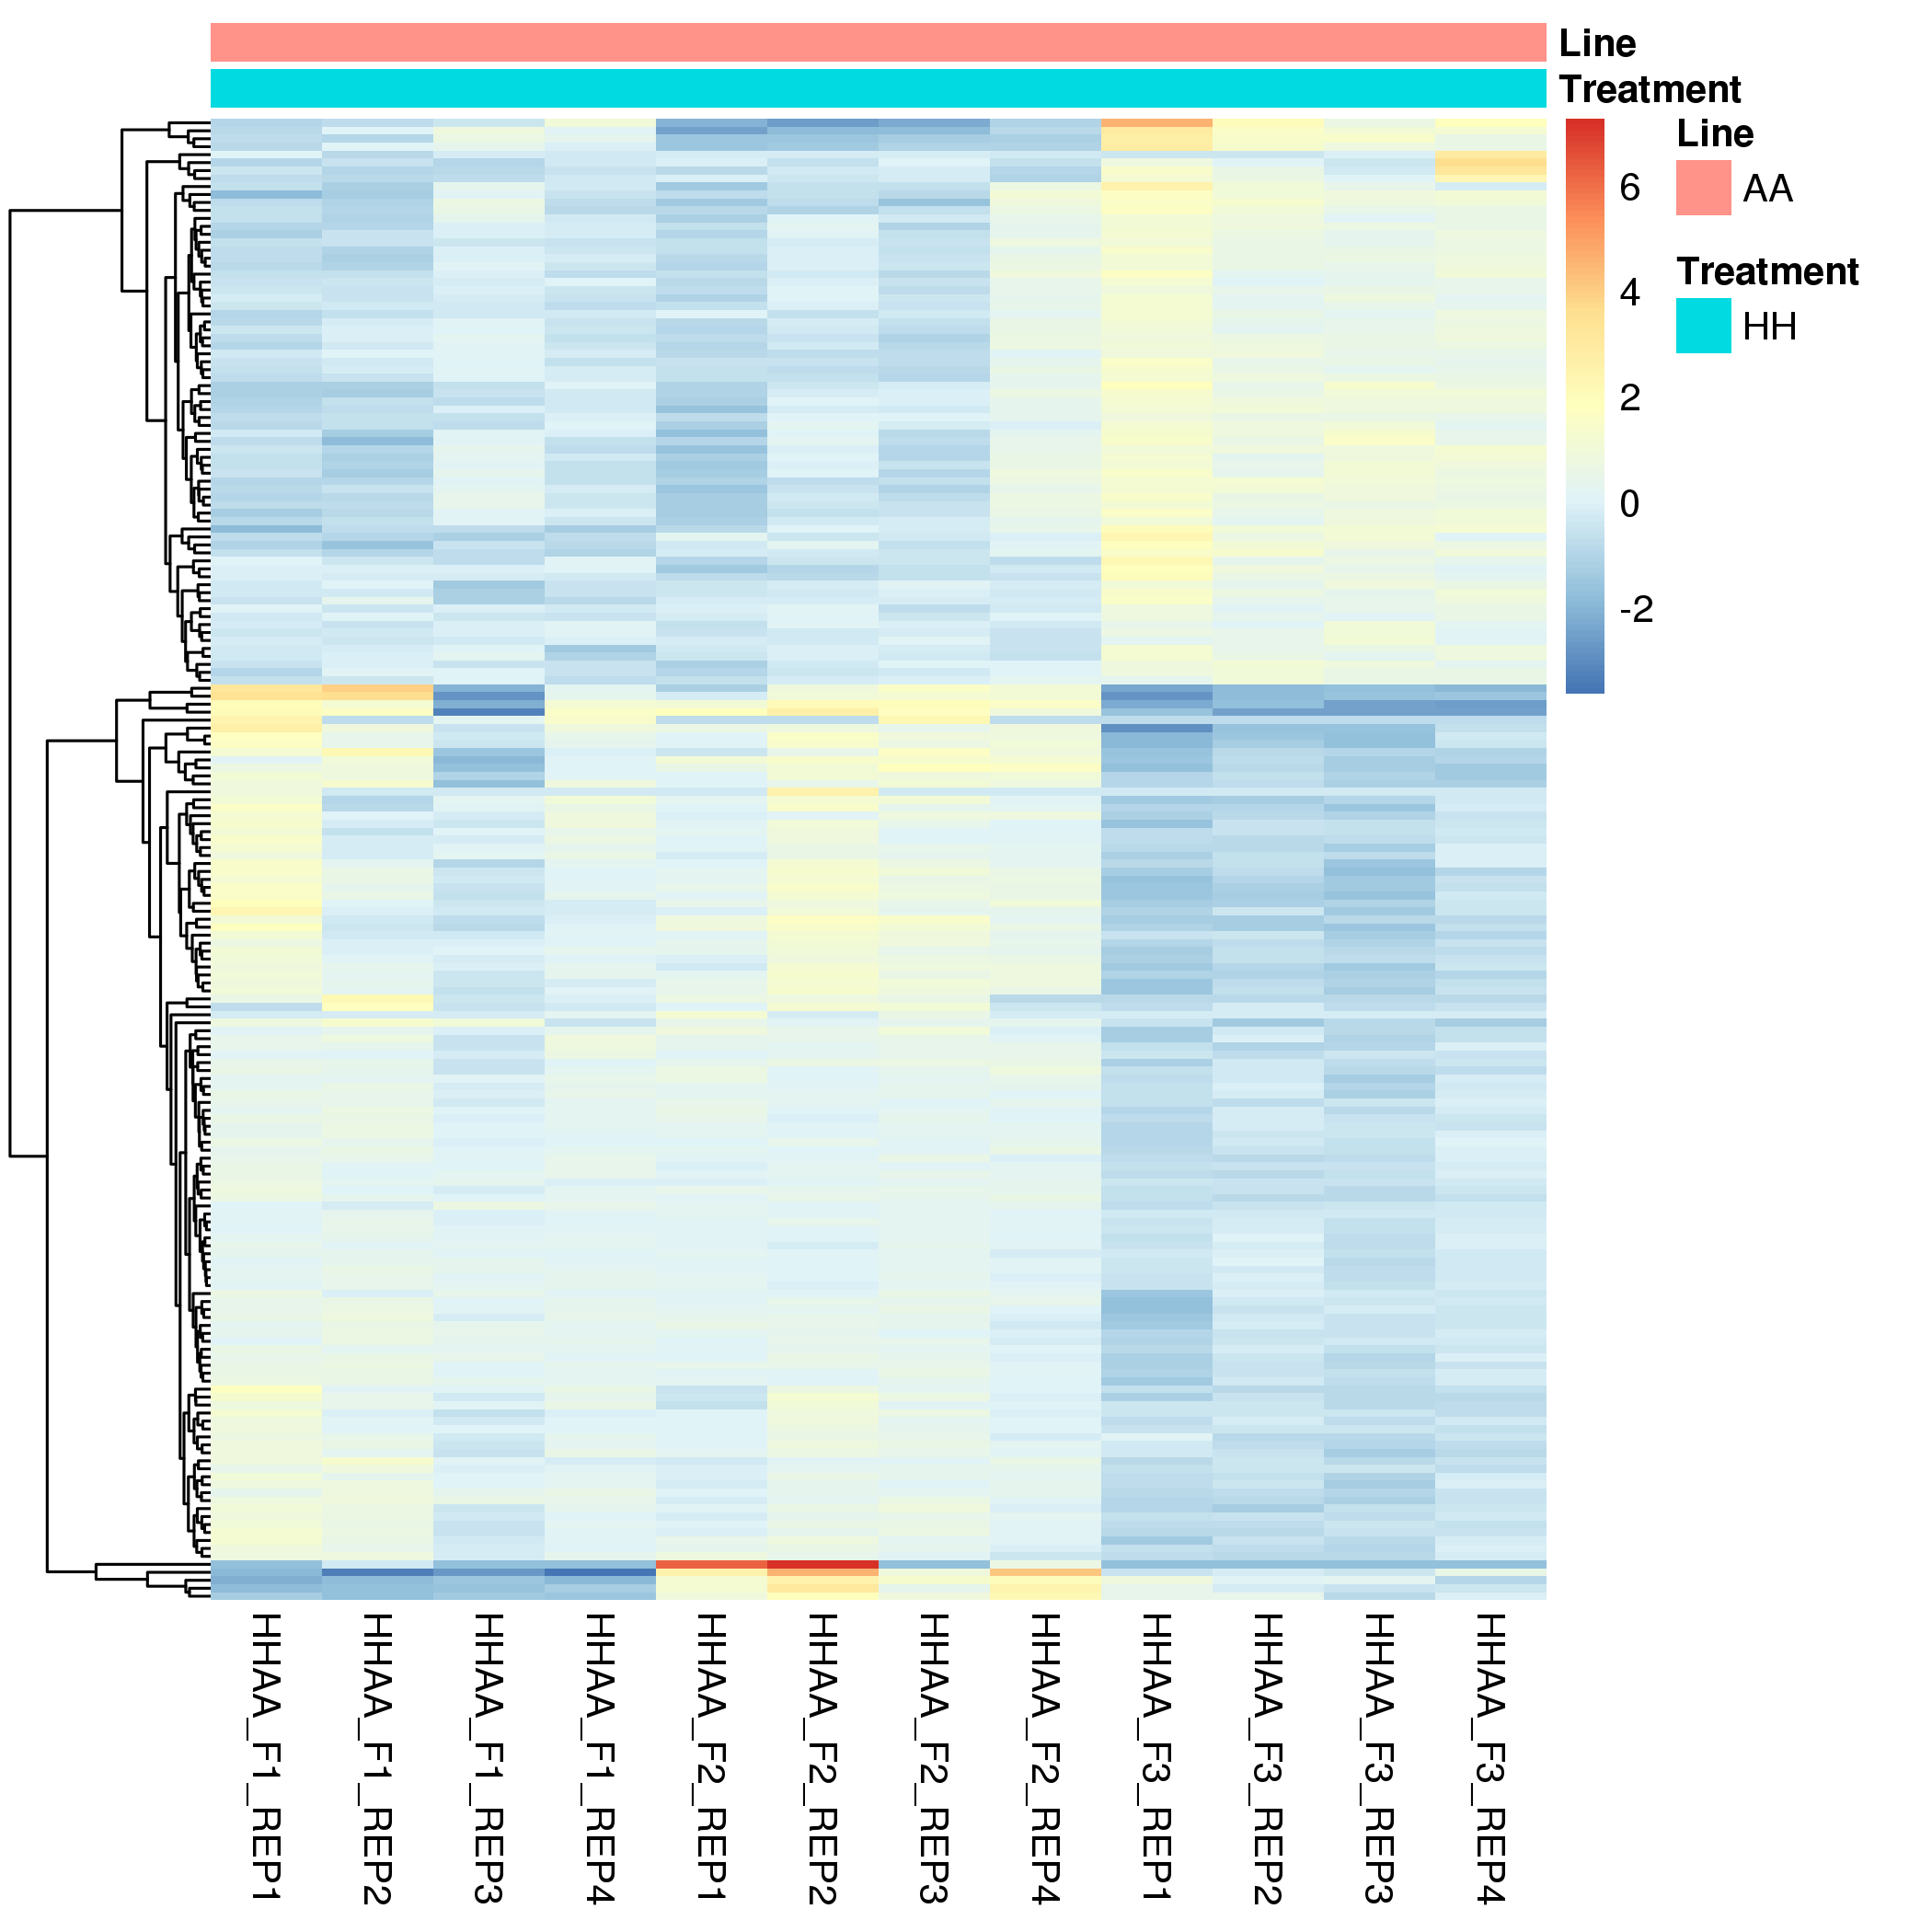 Line
Treatment
Line
AA
Treatment
HH
6
4
2
0
-2
HHAA_F1_REP1
HHAA_F1_REP2
HHAA_F1_REP3
HHAA_F1_REP4
HHAA_F2_REP1
HHAA_F2_REP2
HHAA_F2_REP3
HHAA_F2_REP4
HHAA_F3_REP1
HHAA_F3_REP2
HHAA_F3_REP3
HHAA_F3_REP4